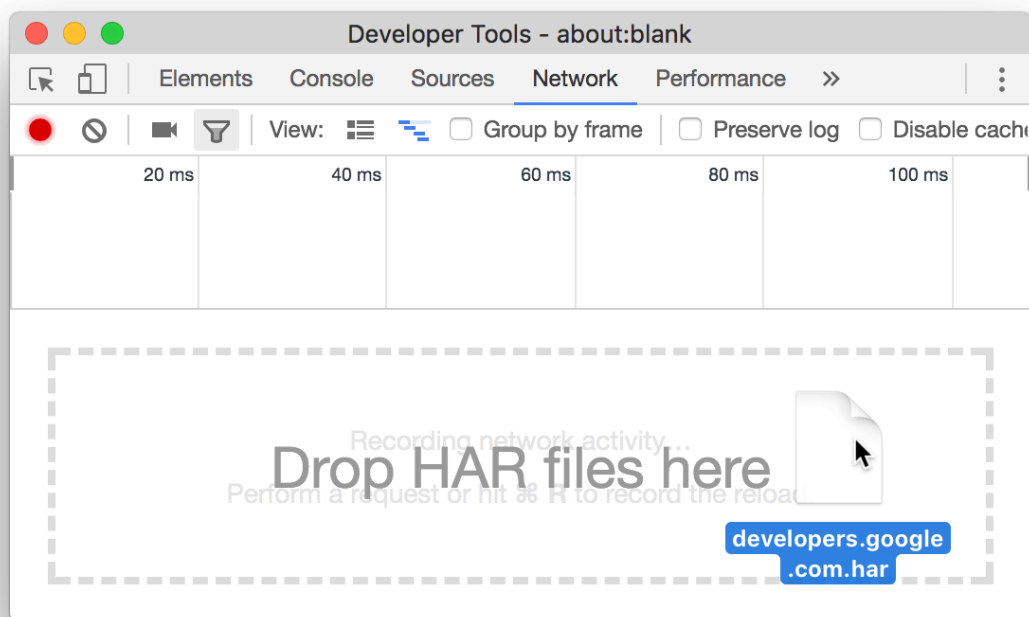 Developer Tools - about:blank
Elements Console Sources Network Performance »
View: Group by frame Preserve log Disable cach
20 ms 40 ms 60 ms 80 ms 100 ms
Recording network activity…
Drop HAR files here
Perform a request or hit ⌘ R to record the reload.
developers.google
.com.har